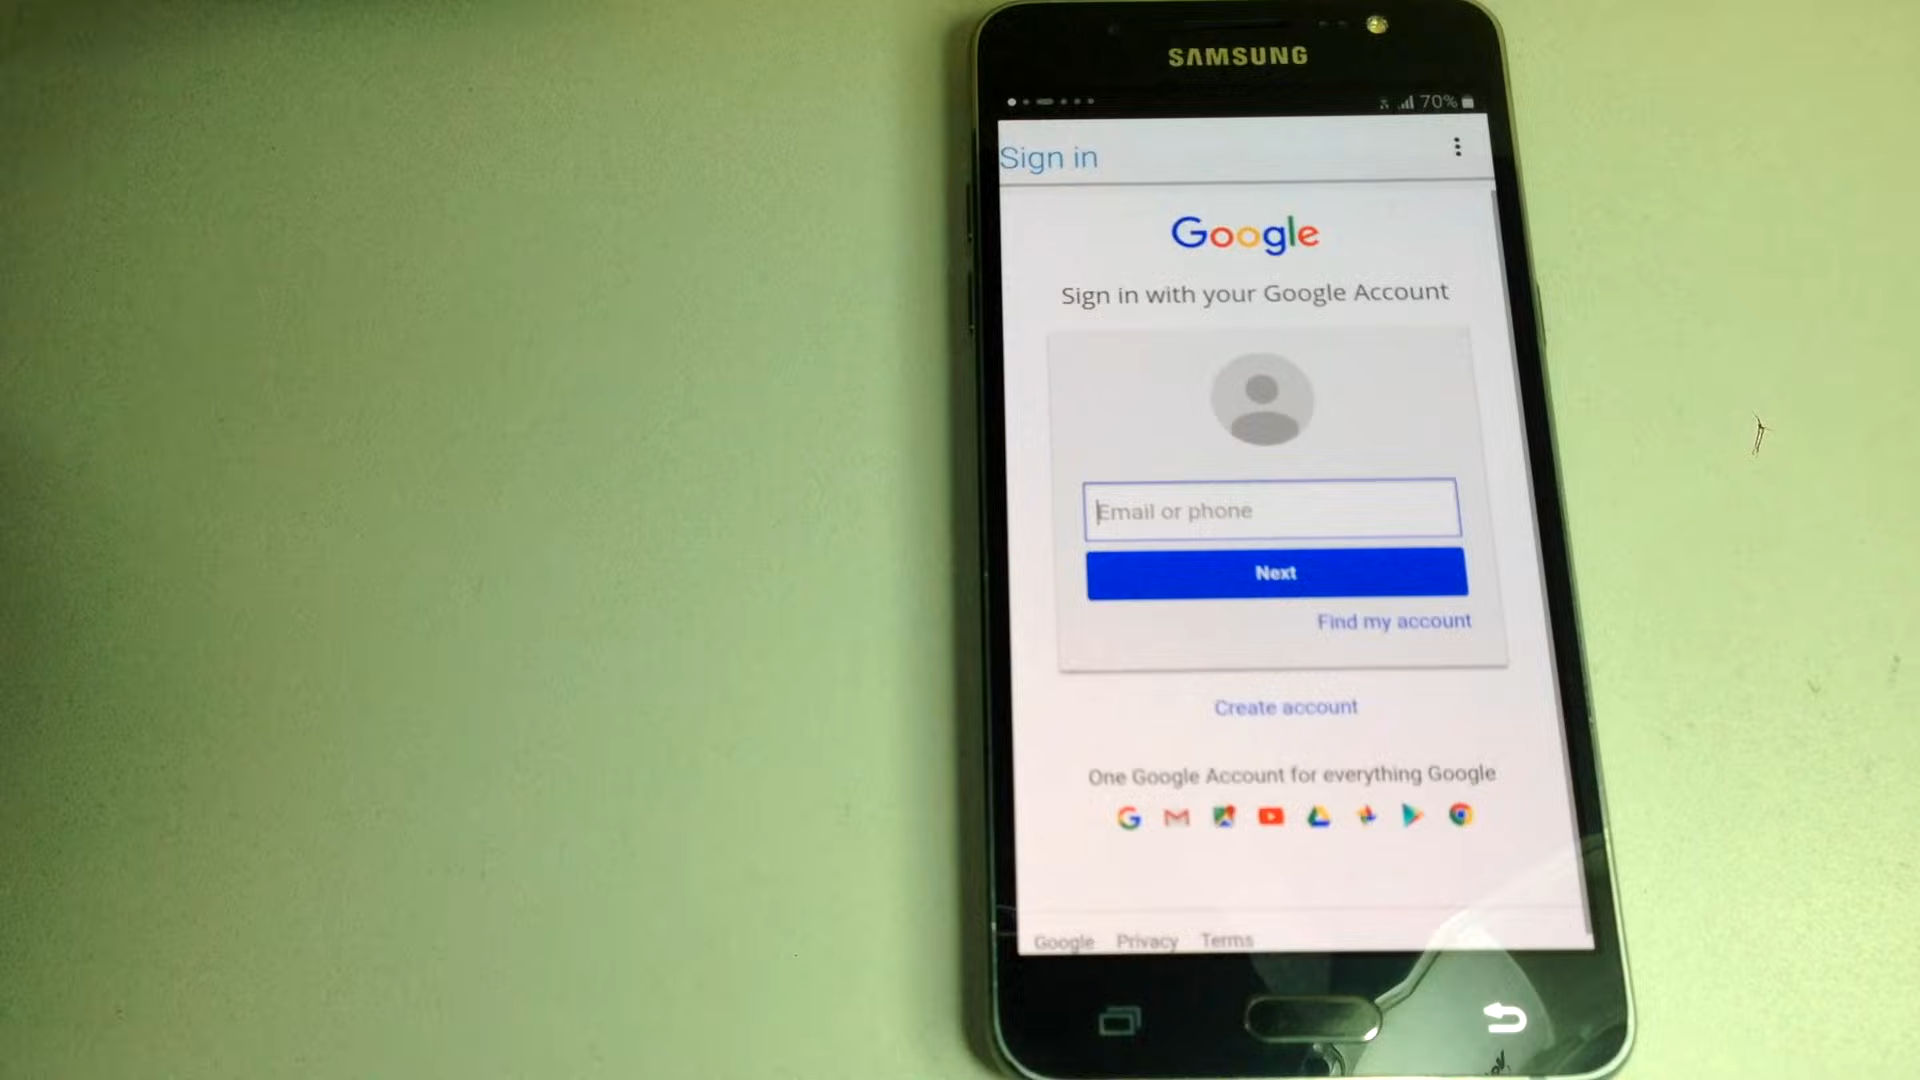 SAMSUNG
70%
Sign in
Google
Sign in with your Google Account
Email or phone
Next
Find my account
Create account
One Google Account for everything Google
Google Privacy Terms